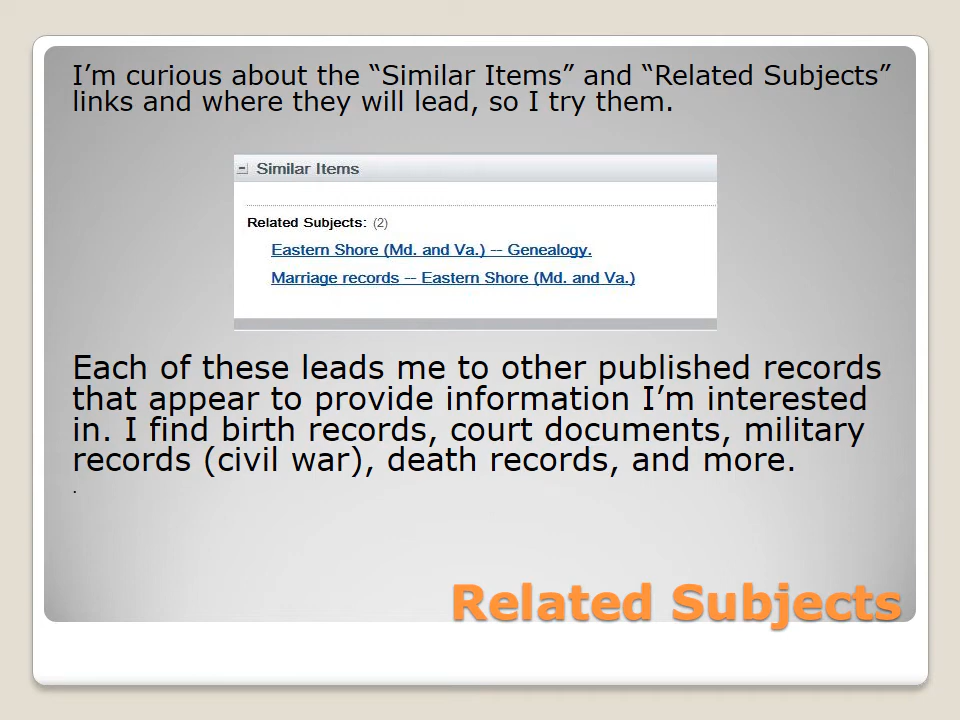 I’m curious about the “Similar Items” and “Related Subjects”
links and where they will lead, so I try them.
Similar Items
Related Subjects: (2)
Eastern Shore (Md. and Va.) -- Genealogy.
Marriage records -- Eastern Shore (Md. and Va.)
Each of these leads me to other published records
that appear to provide information I’m interested
in. I find birth records, court documents, military
records (civil war), death records, and more.
.
Related Subjects